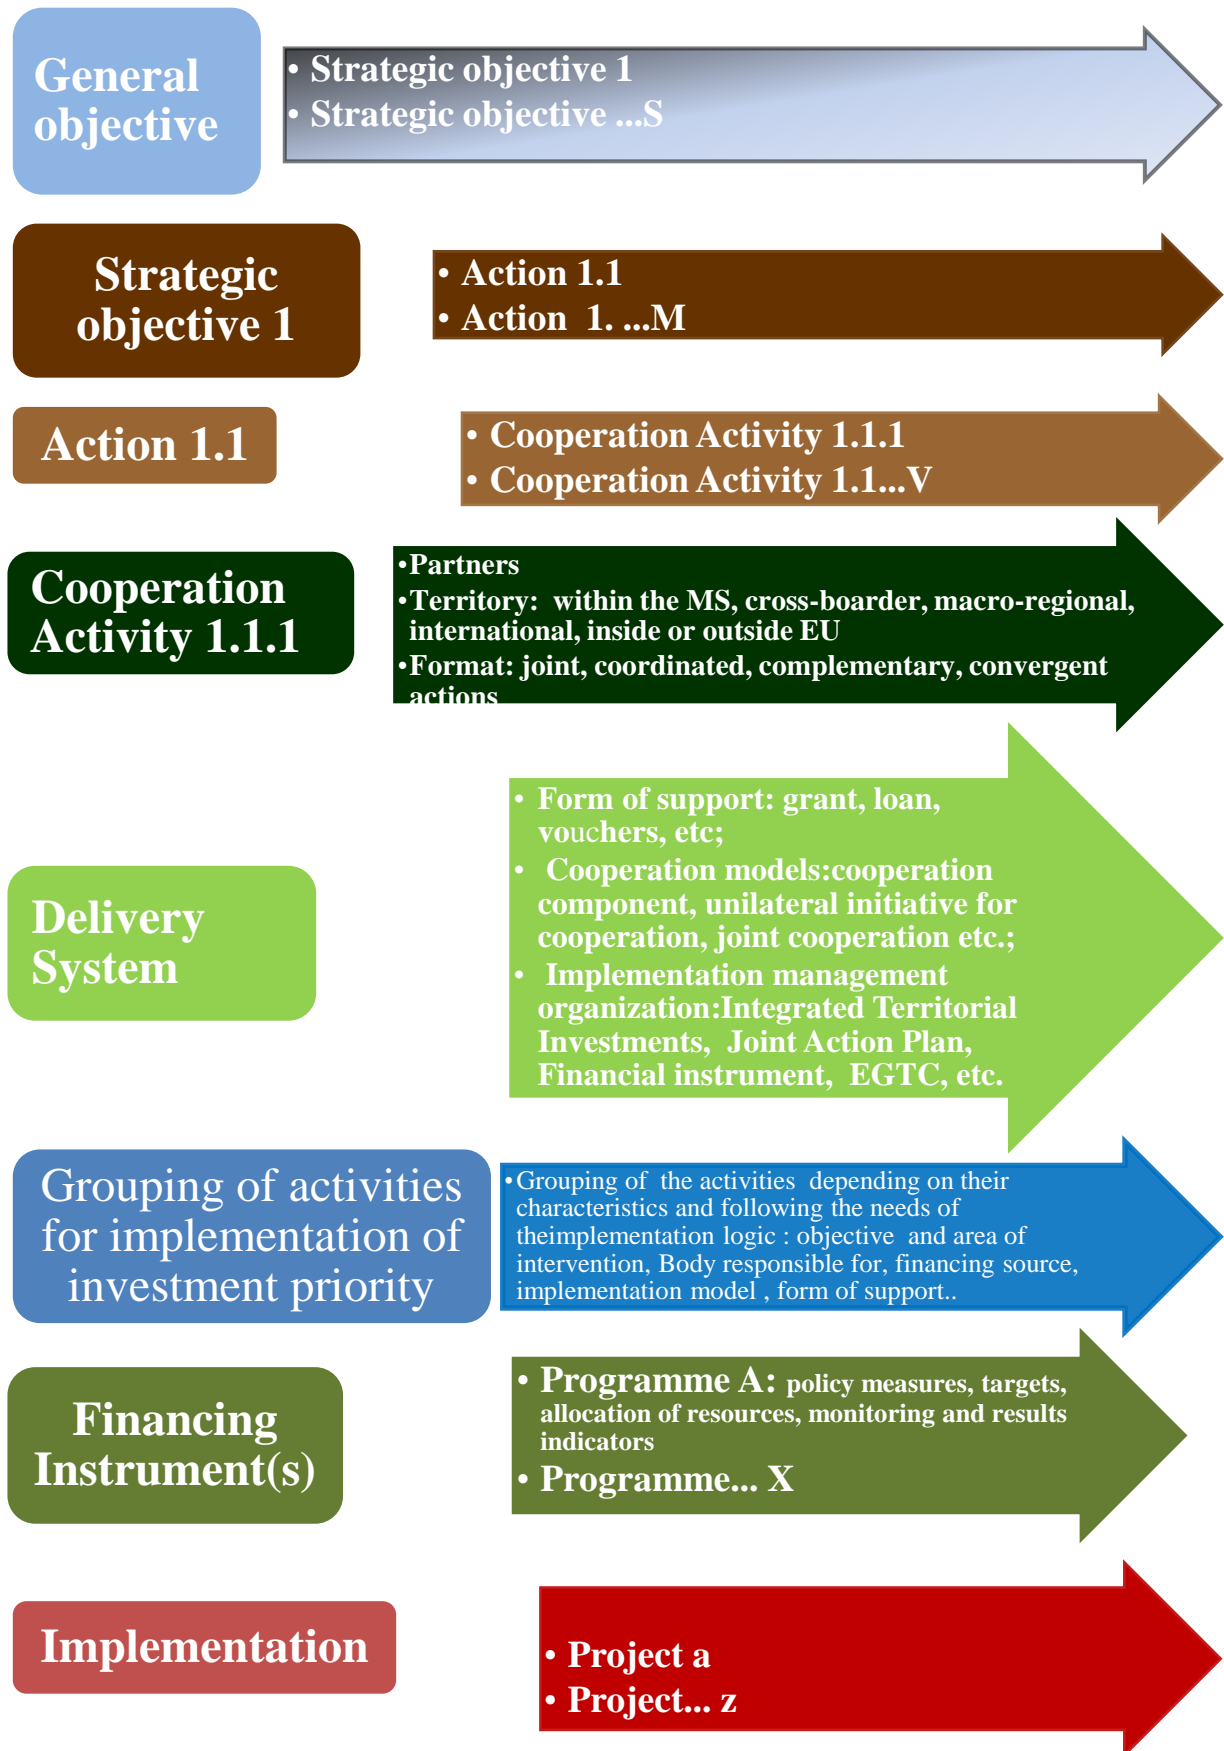 General
objective
• Strategic objective 1
• Strategic objective ...S
Strategic
objective 1
• Action 1.1
• Action  1. ...M
Action 1.1
• Cooperation Activity 1.1.1
• Cooperation Activity 1.1...V
Cooperation
Activity 1.1.1
•Partners
•Territory:  within the MS, cross-boarder, macro-regional,
international, inside or outside EU
•Format: joint, coordinated, complementary, convergent
actions
Delivery
System
• Form of support: grant, loan,
vouchers, etc;
• Cooperation models:cooperation
component, unilateral initiative for
cooperation, joint cooperation etc.;
• Implementation management
organization:Integrated Territorial
Investments,  Joint Action Plan,
Financial instrument,  EGTC, etc.
Grouping of activities
for implementation of
investment priority
•Grouping of  the activities  depending on their
characteristics and following the needs of
theimplementation logic : objective  and area of
intervention, Body responsible for, financing source,
implementation model , form of support..
Financing
Instrument(s)
• Programme A: policy measures, targets,
allocation of resources, monitoring and results
indicators
• Programme... X
Implementation
• Project a
• Project... z